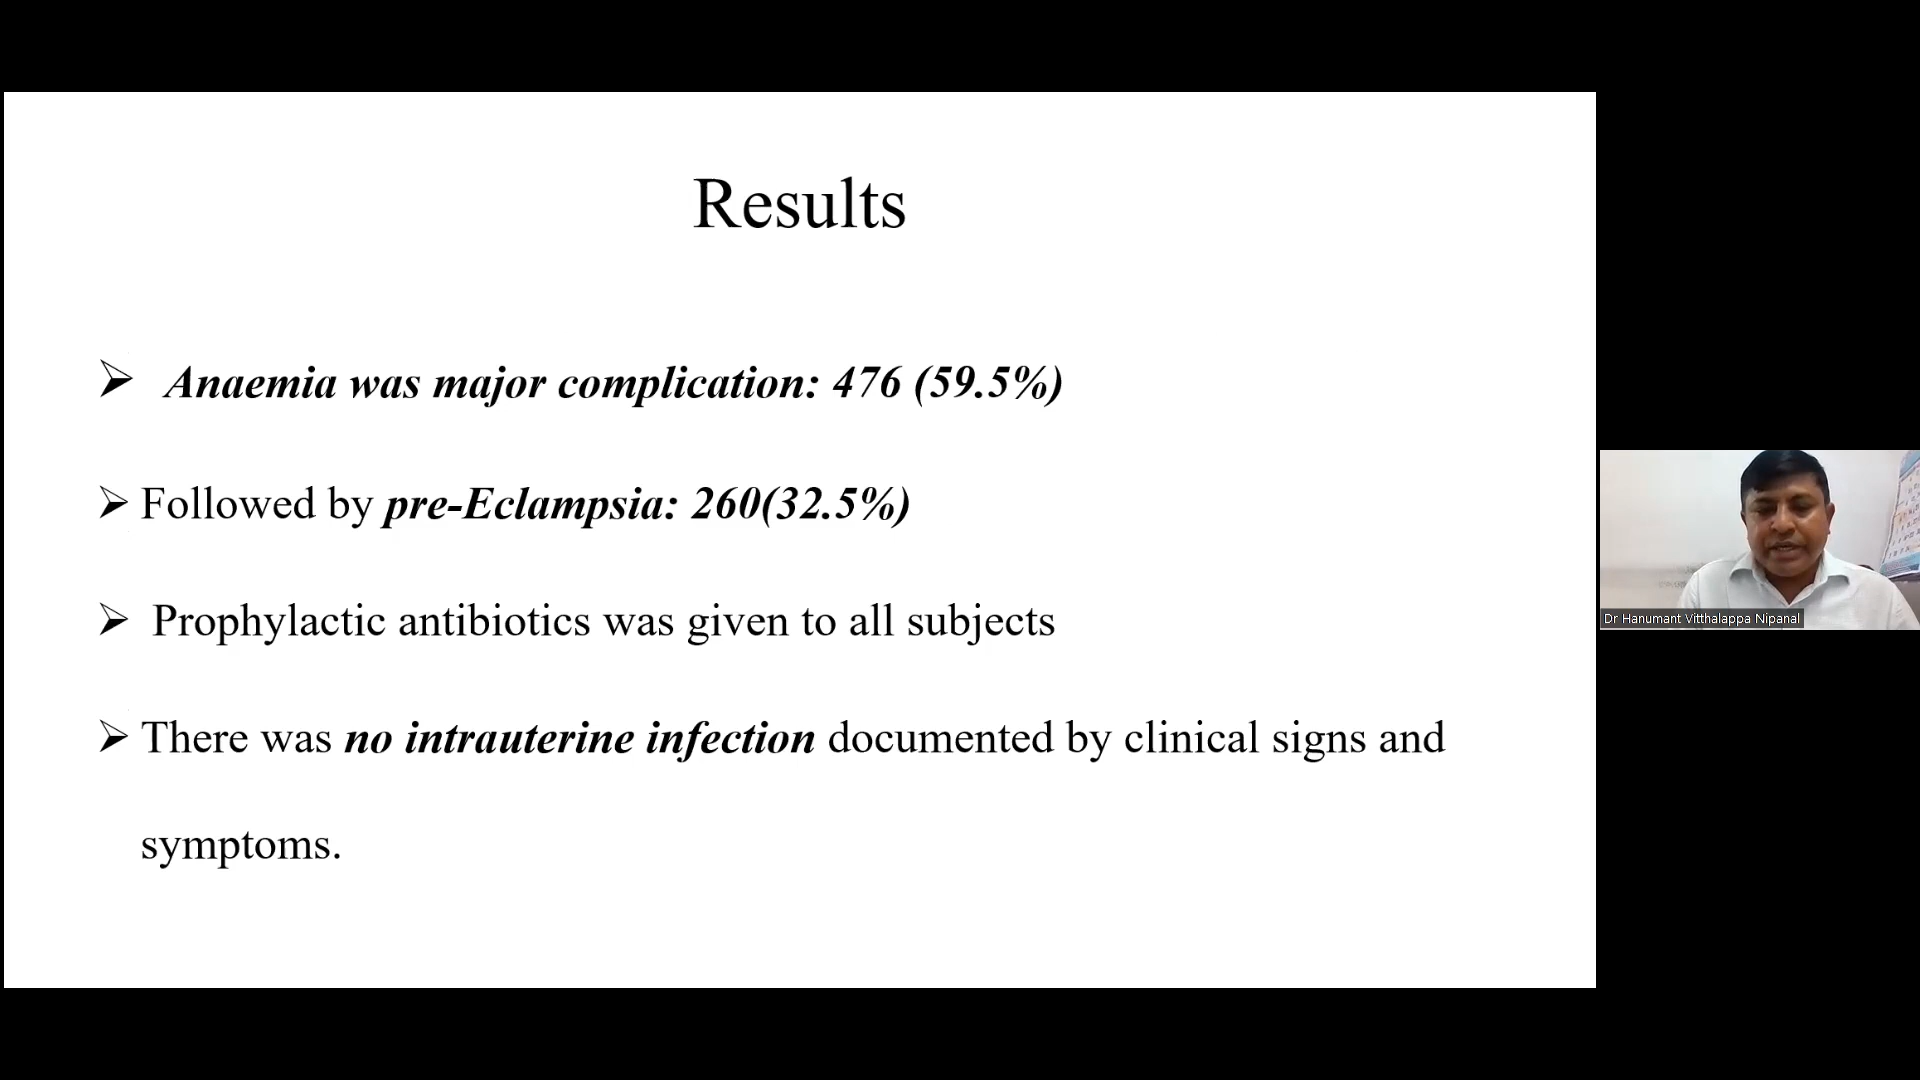 Results
➢ Anaemia was major complication: 476 (59.5%)
➢ Followed by pre-Eclampsia: 260(32.5%)
➢ Prophylactic antibiotics was given to all subjects
➢ There was no intrauterine infection documented by clinical signs and
symptoms.
Dr Hanumant Vitthalappa Nipanal